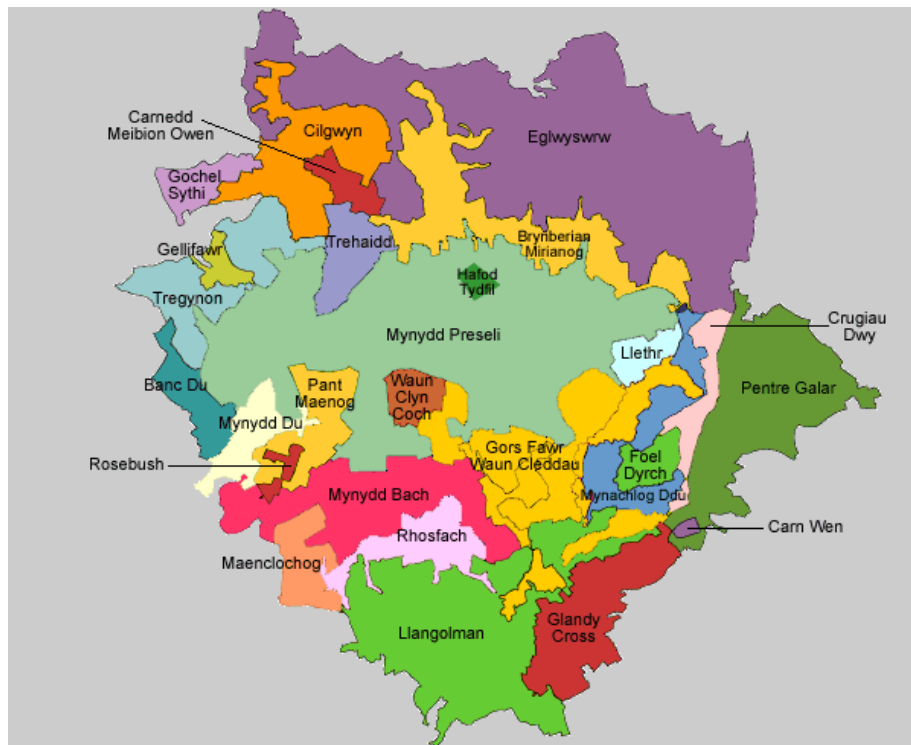 Carnedd
Meibion Owen
Cilgwyn
Eglwyswrw
Gochel
Sythi
Trehaidd
Brynberian
Mirianog
Gellifawr
Hafod
Tydfil
Tregynon
Mynydd Preseli
Crugiau
Dwy
Llethr
Banc Du
Pant
Maenog
Waun
Clyn
Coch
Pentre Galar
Mynydd Du
Gors Fawr
Waun Cleddau
Foel
Dyrch
Rosebush
Mynydd Bach
Mynachlog Ddu
Rhosfach
Carn Wen
Maenclochog
Llangolman
Glandy
Cross